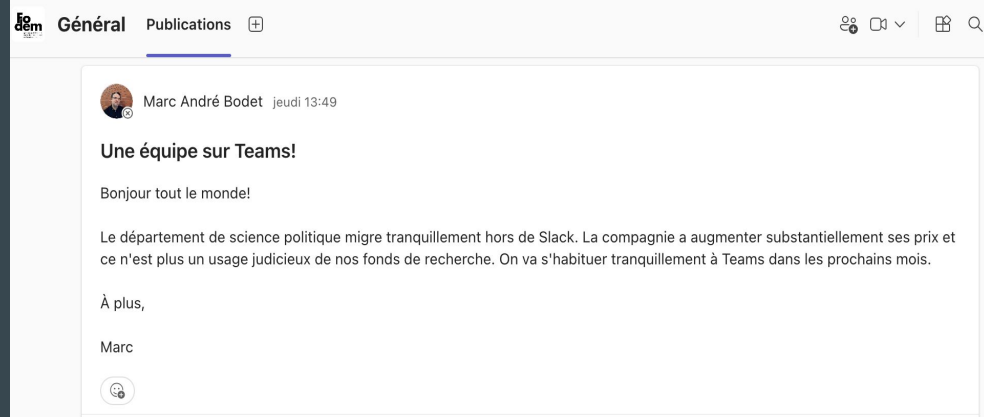 Fo
dem
Général
Publications
Marc André Bodet jeudi 13:49
Une équipe sur Teams!
Bonjour tout le monde!
Le département de science politique migre tranquillement hors de Slack. La compagnie a augmenter substantiellement ses prix et
ce n'est plus un usage judicieux de nos fonds de recherche. On va s'habituer tranquillement à Teams dans les prochains mois.
À plus,
Marc